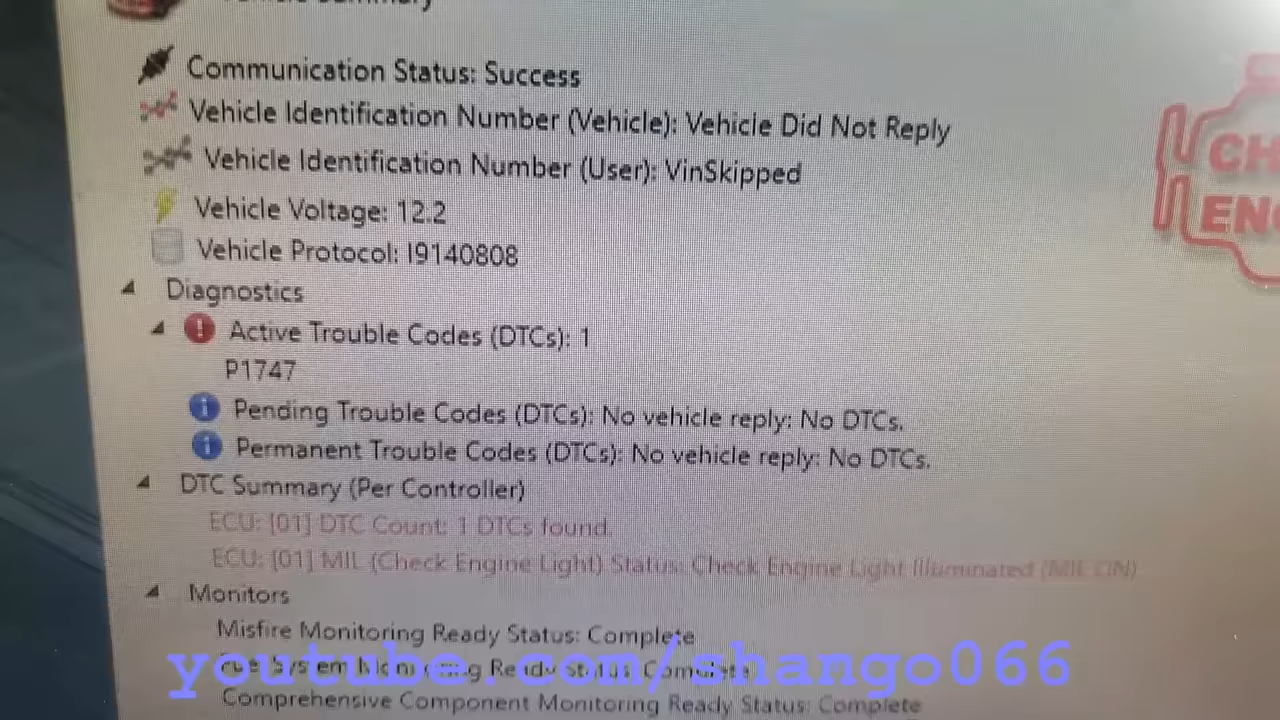 Communication Status: Success
Vehicle Identification Number (Vehicle): Vehicle Did Not Reply
Vehicle Identification Number (User): VinSkipped
Vehicle Voltage: 12.2
Vehicle Protocol: I9140808
Diagnostics
Active Trouble Codes (DTCs): 1
P1747
Pending Trouble Codes (DTCs): No vehicle reply: No DTCs.
Permanent Trouble Codes (DTCs): No vehicle reply: No DTCs.
DTC Summary (Per Controller)
ECU: [01] DTC Count: 1 DTCs found.
ECU: [01] MIL (Check Engine Light) Status: Check Engine Light Illuminated (MIL ON)
Monitors
Misfire Monitoring Ready Status: Complete
youtube.com/shango066
Comprehensive Component Monitoring Ready Status: Complete
CH
ENG